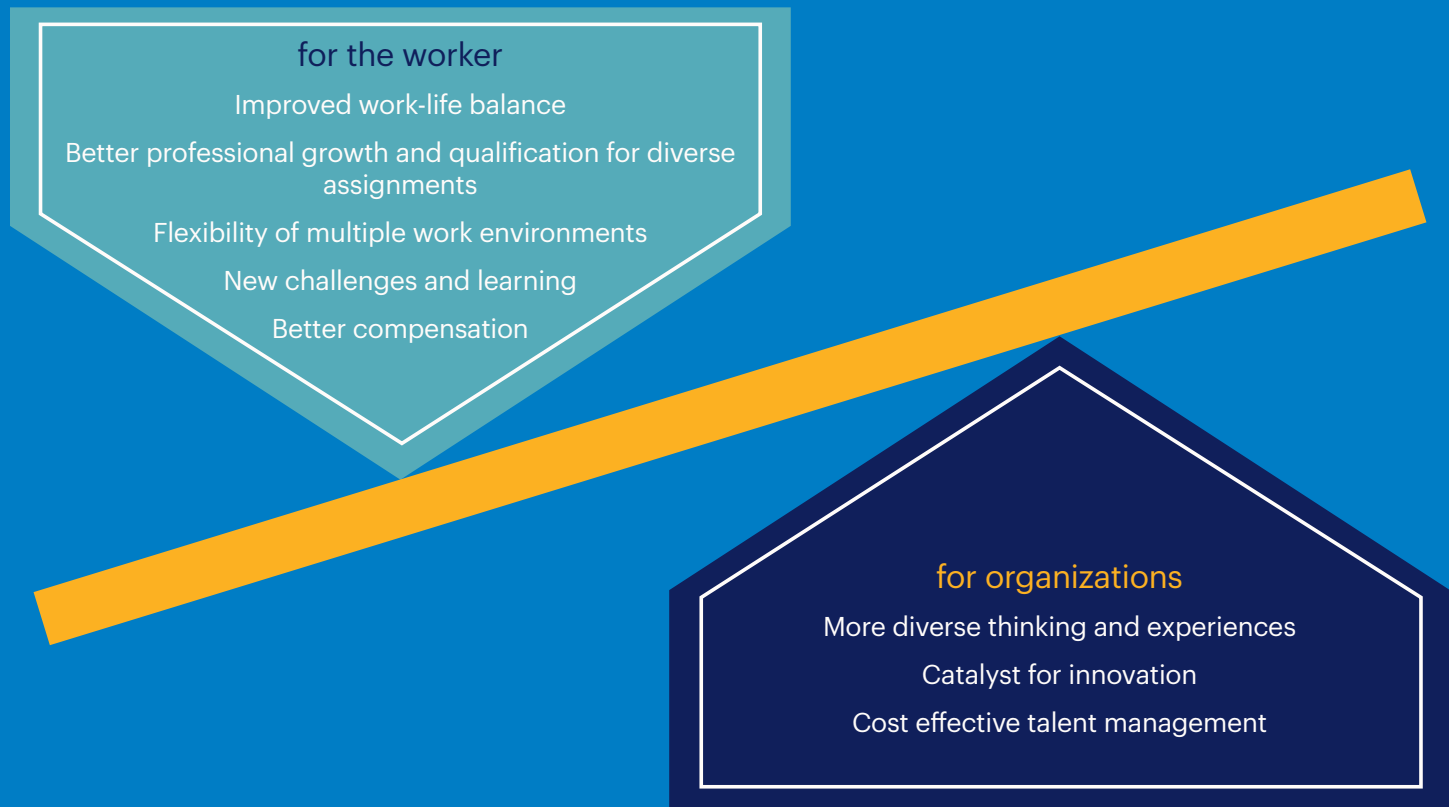 for the worker
Improved work-life balance
Better professional growth and qualification for diverse
assignments
Flexibility of multiple work environments
New challenges and learning
Better compensation
for organizations
More diverse thinking and experiences
Catalyst for innovation
Cost effective talent management